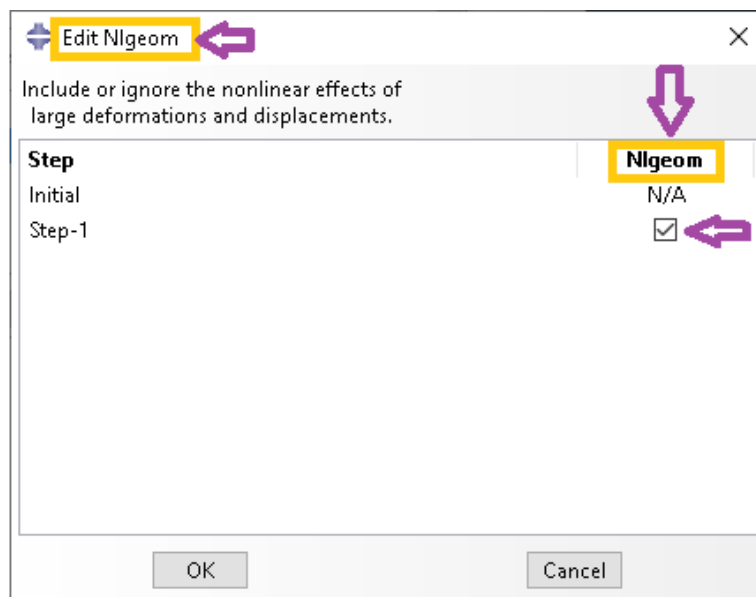 Edit Nlgeom
Include or ignore the nonlinear effects of
large deformations and displacements.
Step Nlgeom
Initial N/A
Step-1
OK Cancel